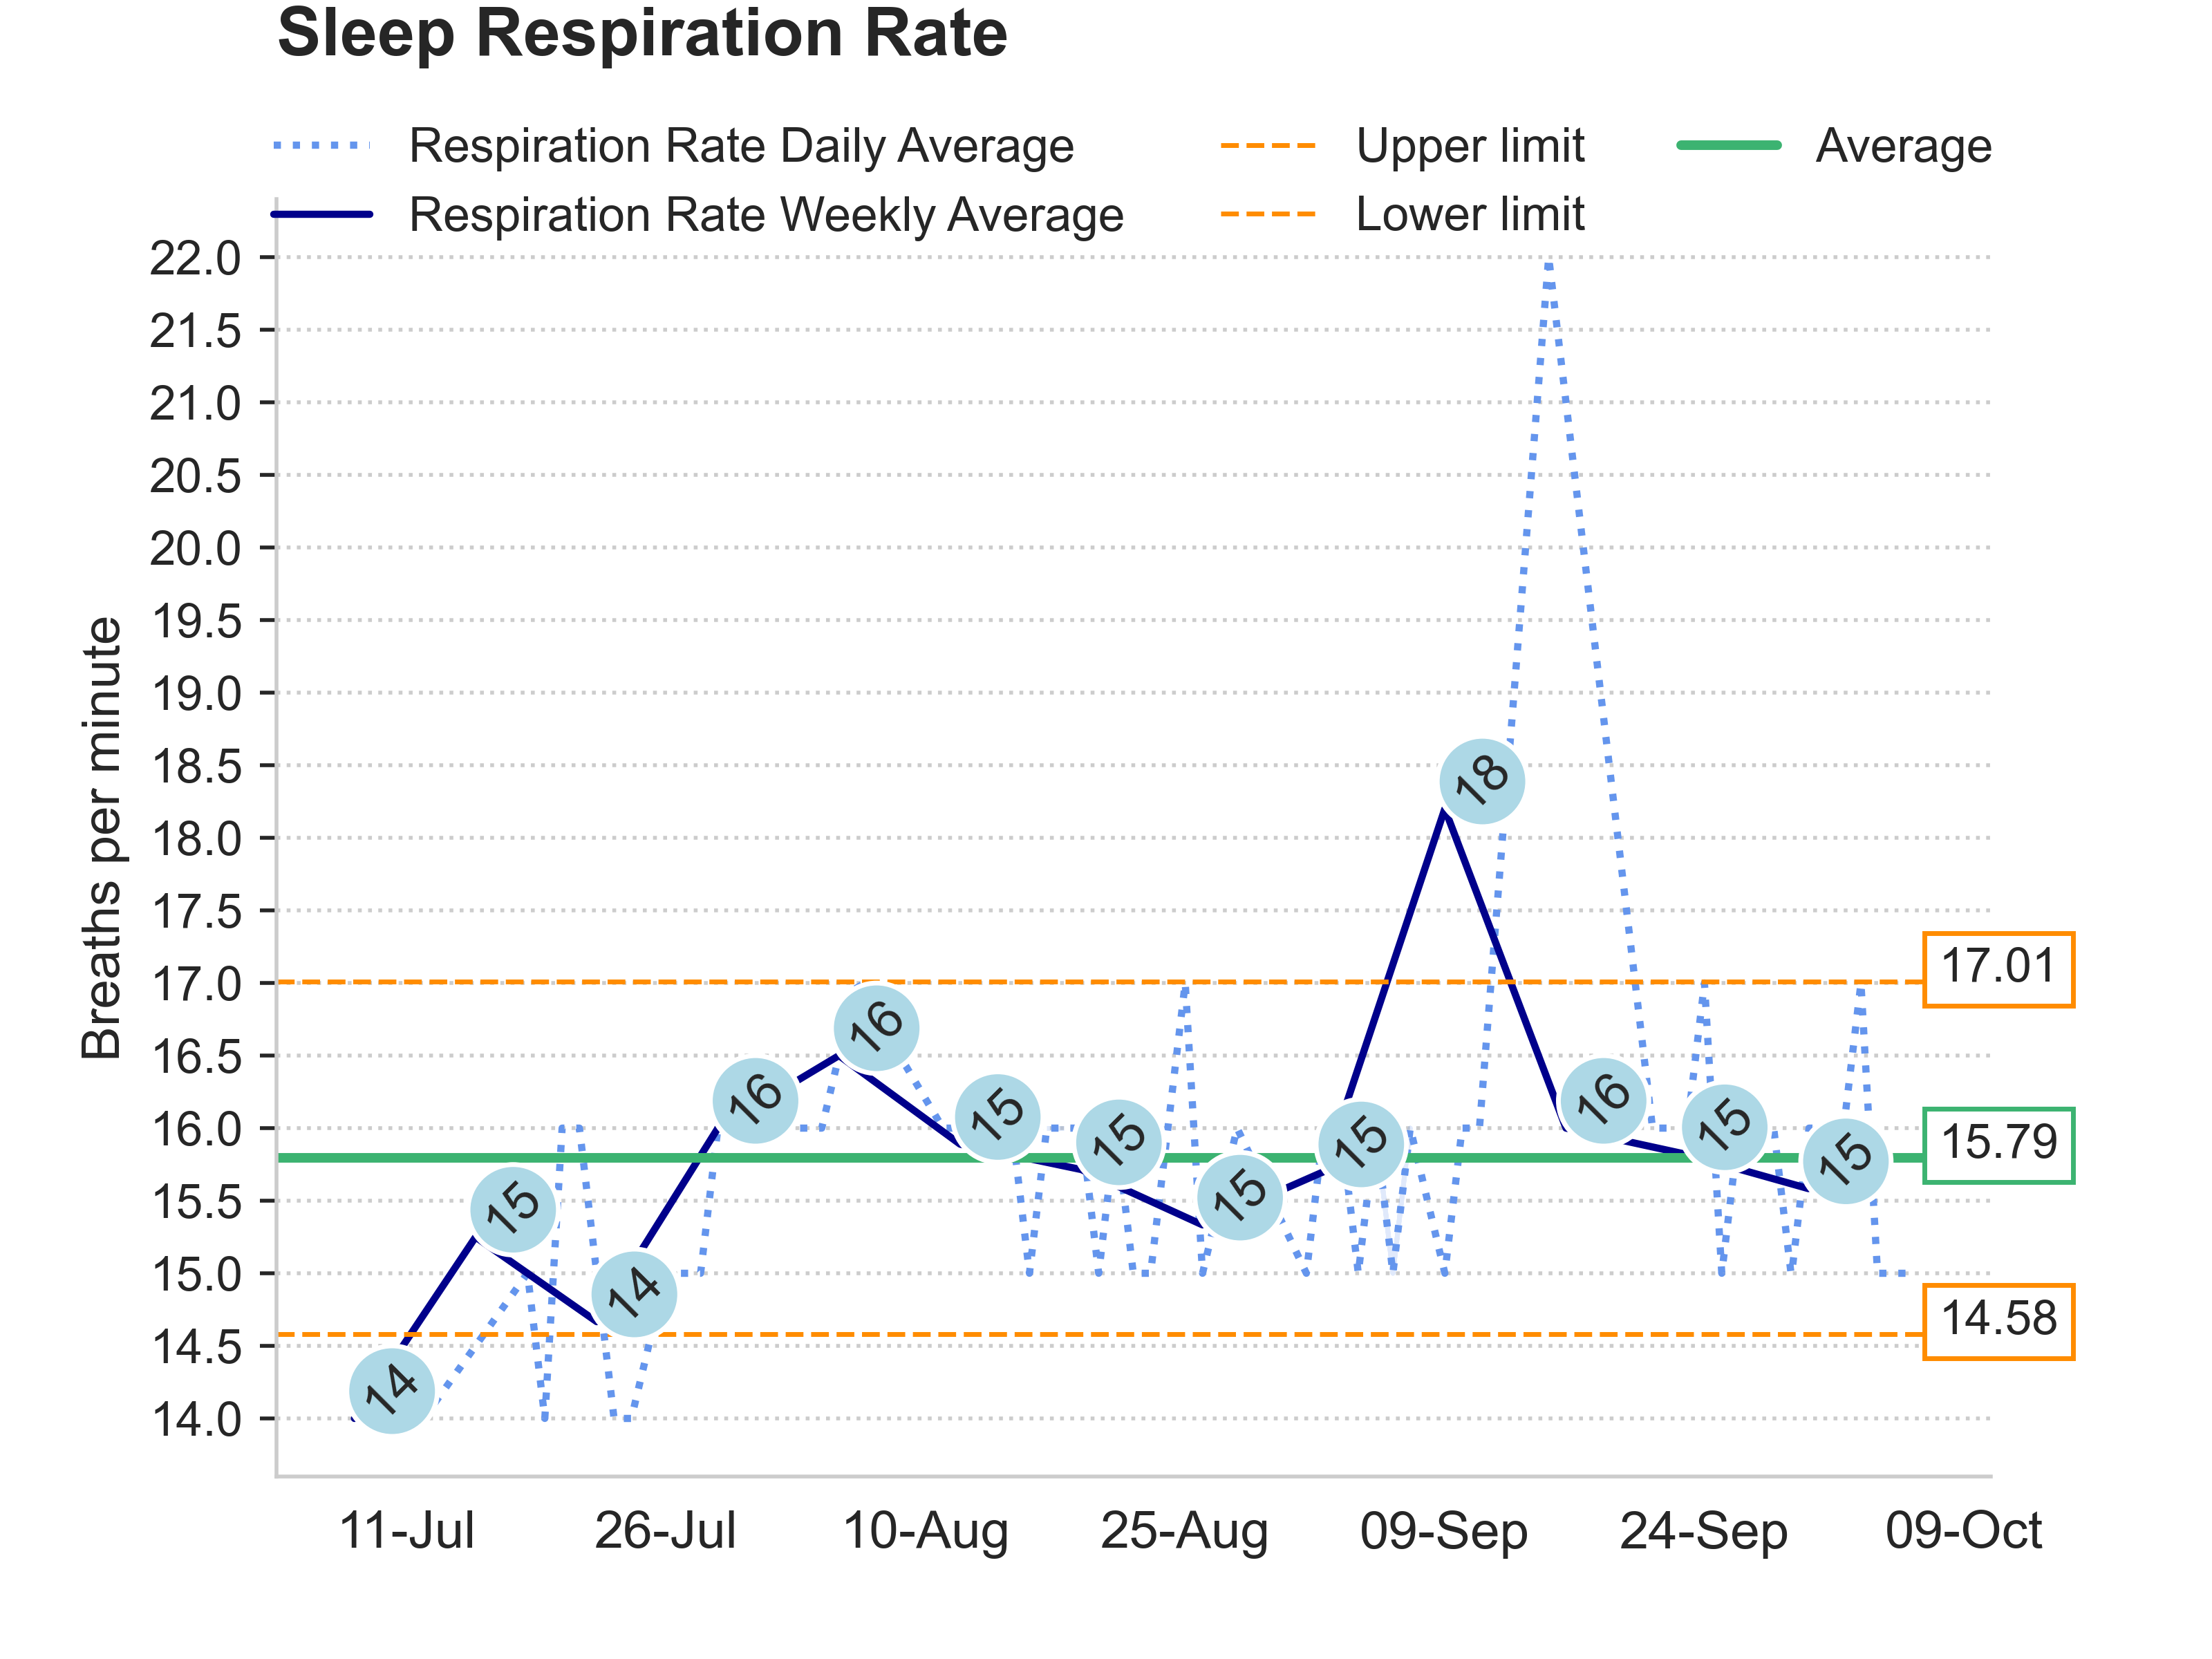 Sleep Respiration Rate
Respiration Rate Daily Average
Respiration Rate Weekly Average
Upper limit
Lower limit
Average
Breaths per minute
22.0
21.5
21.0
20.5
20.0
19.5
19.0
18.5
18.0
17.5
17.0
16.5
16.0
15.5
15.0
14.5
14.0
14
15
14
16
16
15
15
15
15
18
16
15
15
17.01
15.79
14.58
11-Jul
26-Jul
10-Aug
25-Aug
09-Sep
24-Sep
09-Oct